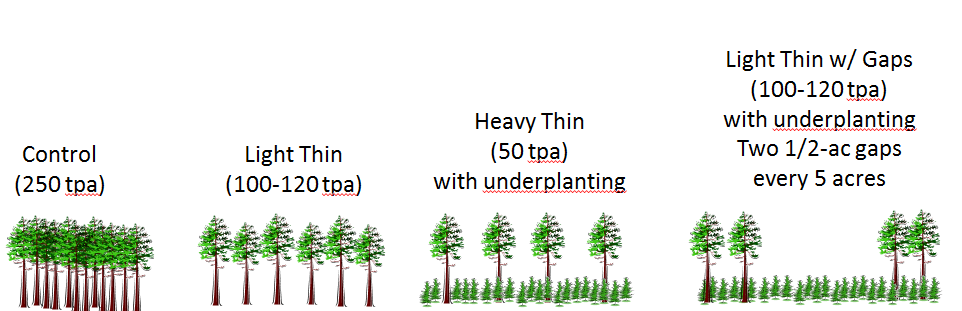 Control
(250 tpa)
Light Thin
(100-120 tpa)
Heavy Thin
(50 tpa)
with underplanting
Light Thin w/ Gaps
(100-120 tpa)
with underplanting
Two 1/2-ac gaps
every 5 acres